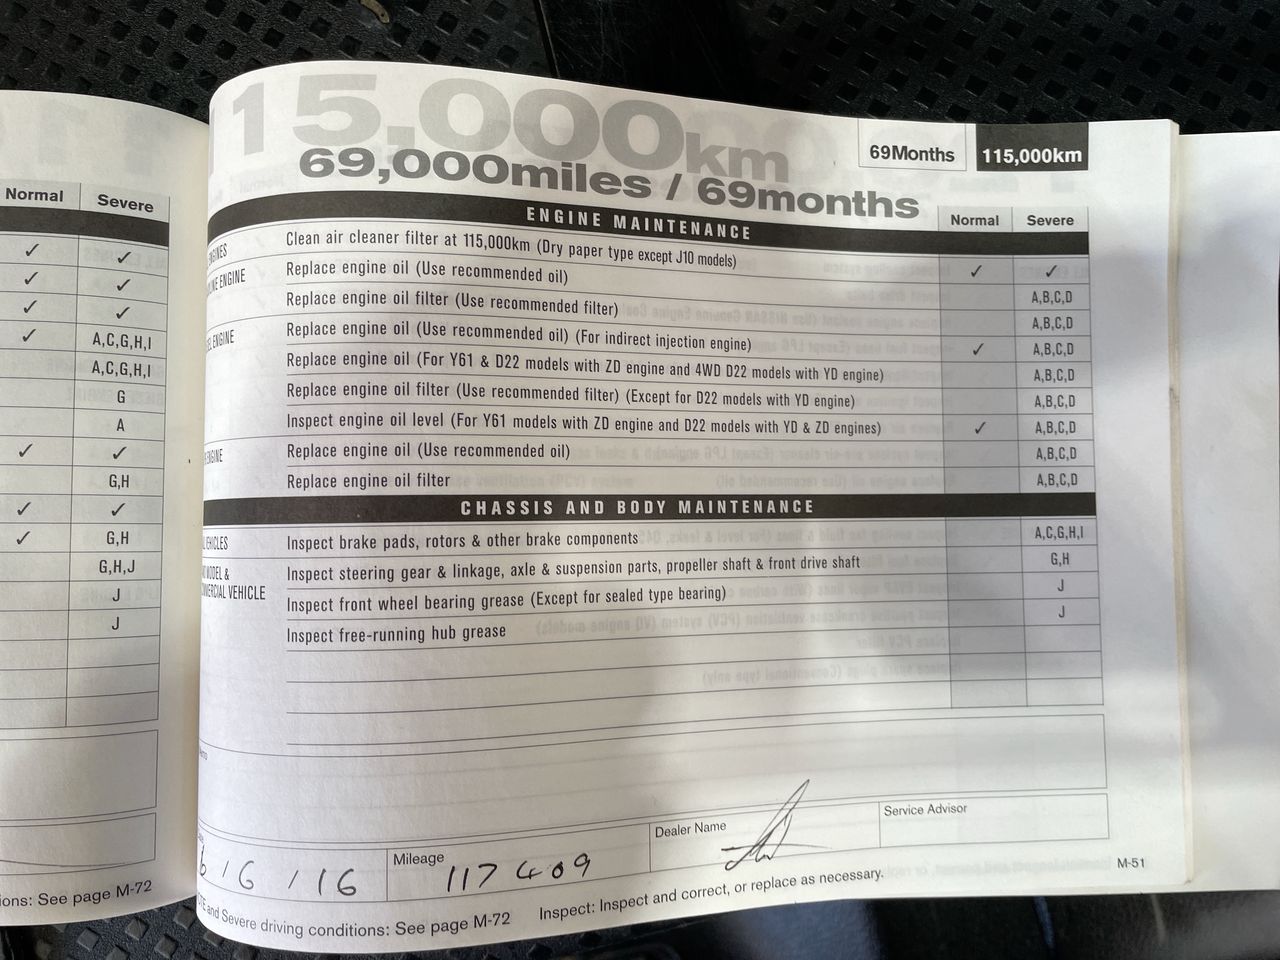 Normal Severe
✓ ✓
✓ ✓
✓ ✓
✓ A,C,G,H,I
A,C,G,H,I
G
A
✓ ✓
G,H
✓ ✓
✓ G,H
G,H,J
J
J
ions: See page M-72
115,000km
69,000miles / 69months
69Months 115,000km
ENGINE MAINTENANCE Normal Severe
Clean air cleaner filter at 115,000km (Dry paper type except J10 models) ✓ ✓
ENGINE Replace engine oil (Use recommended oil) A,B,C,D
Replace engine oil filter (Use recommended filter) A,B,C,D
ENGINE Replace engine oil (Use recommended oil) (For indirect injection engine) ✓ A,B,C,D
Replace engine oil (For Y61 & D22 models with ZD engine and 4WD D22 models with YD engine) A,B,C,D
Replace engine oil filter (Use recommended filter) (Except for D22 models with YD engine) A,B,C,D
Inspect engine oil level (For Y61 models with ZD engine and D22 models with YD & ZD engines) ✓ A,B,C,D
ENGINE Replace engine oil (Use recommended oil) A,B,C,D
Replace engine oil filter A,B,C,D
CHASSIS AND BODY MAINTENANCE
VEHICLES Inspect brake pads, rotors & other brake components A,C,G,H,I
MODEL & Inspect steering gear & linkage, axle & suspension parts, propeller shaft & front drive shaft G,H
VEHICLE Inspect front wheel bearing grease (Except for sealed type bearing) J
Inspect free-running hub grease J
6/6/16
Mileage 117409
Dealer Name
Service Advisor
and Severe driving conditions: See page M-72 Inspect: Inspect and correct, or replace as necessary.
M-51